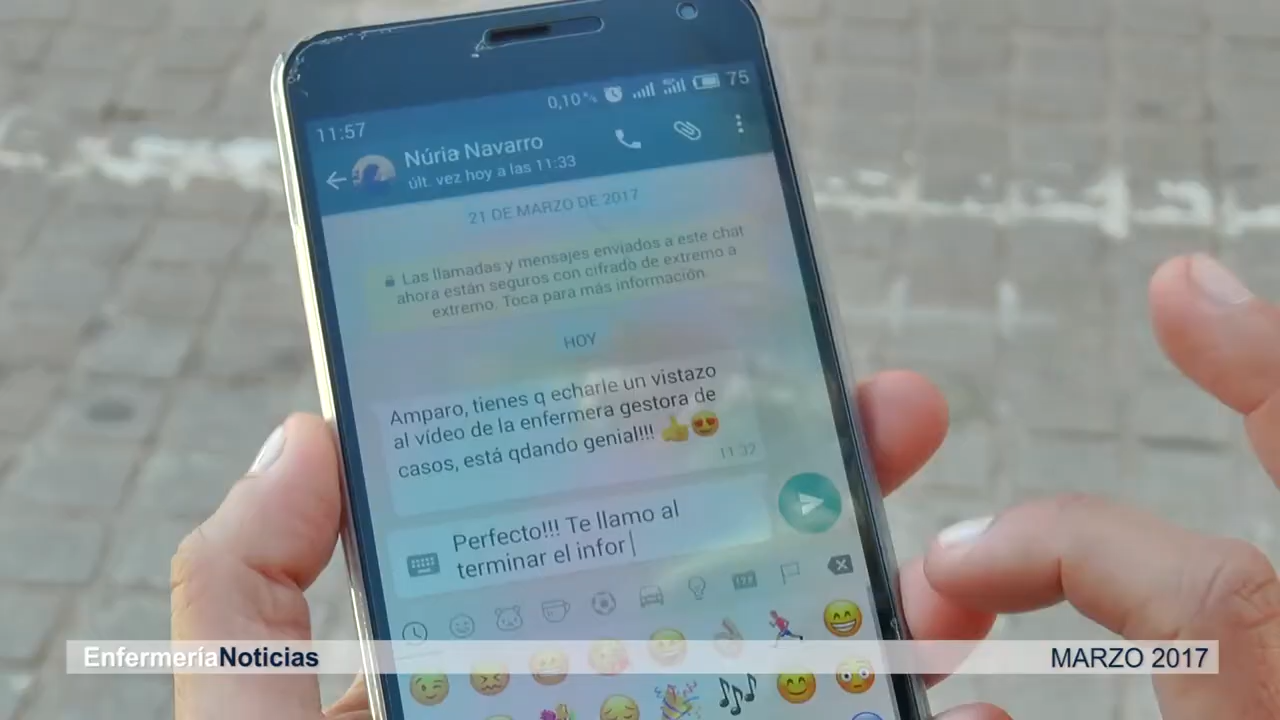 0,10% 75
11:57
Núria Navarro
últ. vez hoy a las 11:33
21 DE MARZO DE 2017
Las llamadas y mensajes enviados a este chat
ahora están seguros con cifrado de extremo a
extremo. Toca para más información.
HOY
Amparo, tienes q echarle un vistazo
al vídeo de la enfermera gestora de
casos, está qdando genial!!! 👍😍
11:32
Perfecto!!! Te llamo al
terminar el infor
EnfermeríaNoticias
MARZO 2017